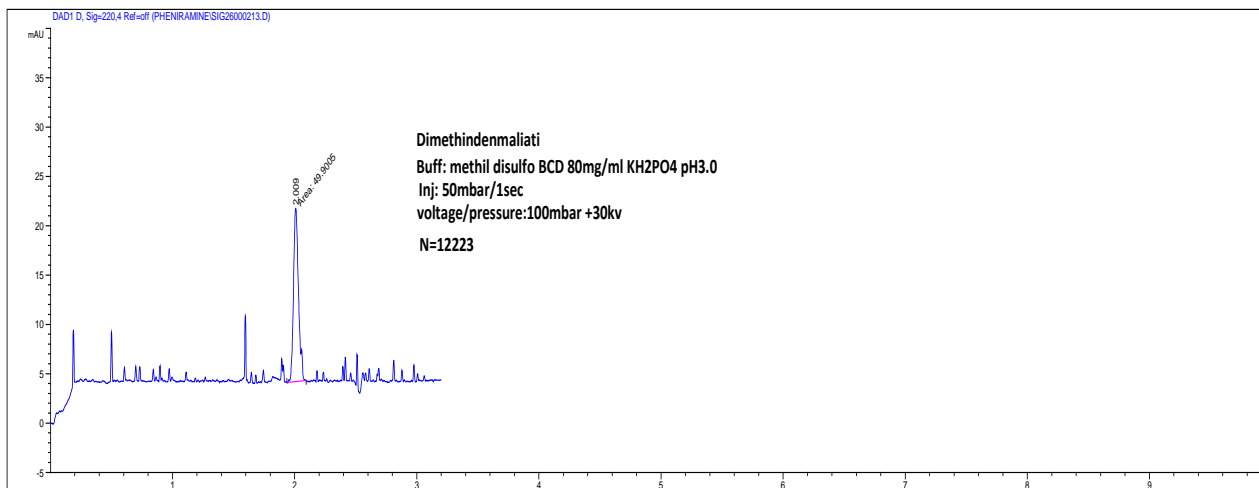 DAD1 D, Sig=220,4 Ref=off (PHENIRAMINE\SIG26000213.D)
mAU
35
30
25
20
15
10
5
0
-5
2.009
Area: 49.9005
Dimethindenmaliati
Buff: methil disulfo BCD 80mg/ml KH2PO4 pH3.0
Inj: 50mbar/1sec
voltage/pressure:100mbar +30kv
N=12223
1 2 3 4 5 6 7 8 9